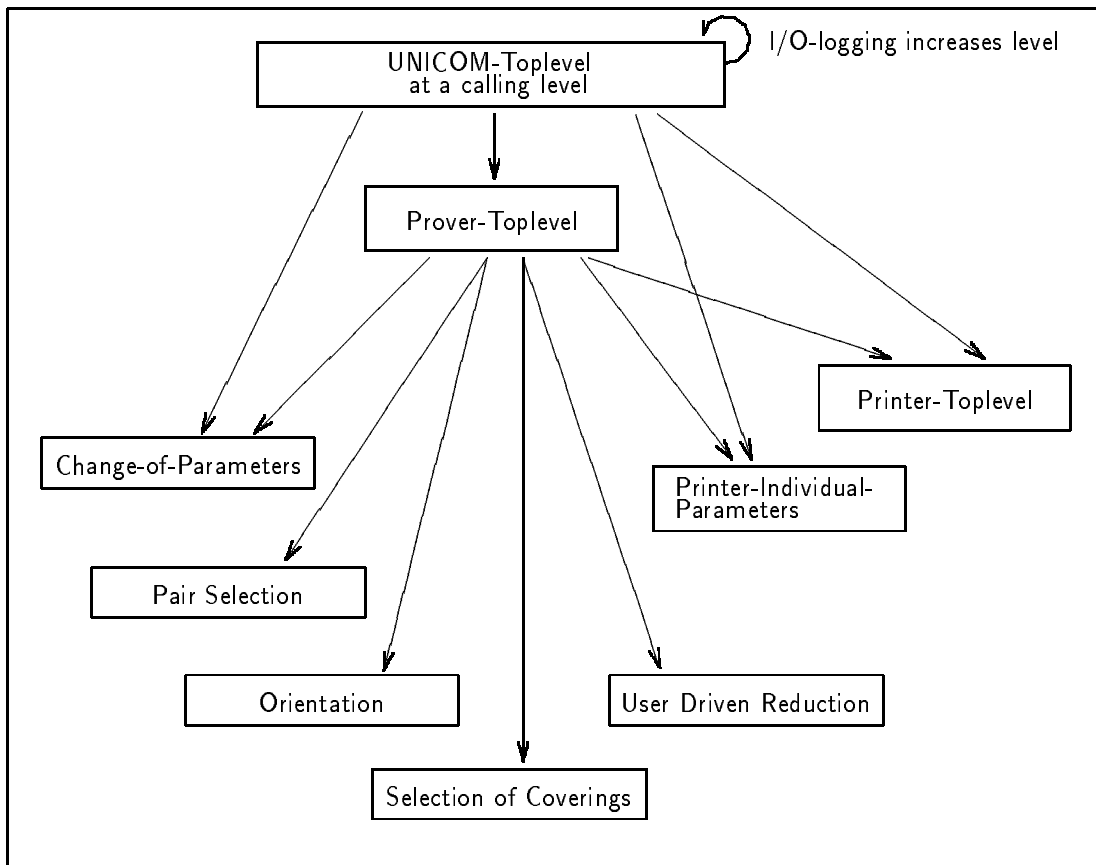 I/O-logging increases level
UNICOM-Toplevel
at a calling level
Prover-Toplevel
Printer-Toplevel
Change-of-Parameters
Printer-Individual-
Parameters
Pair Selection
Orientation
User Driven Reduction
Selection of Coverings